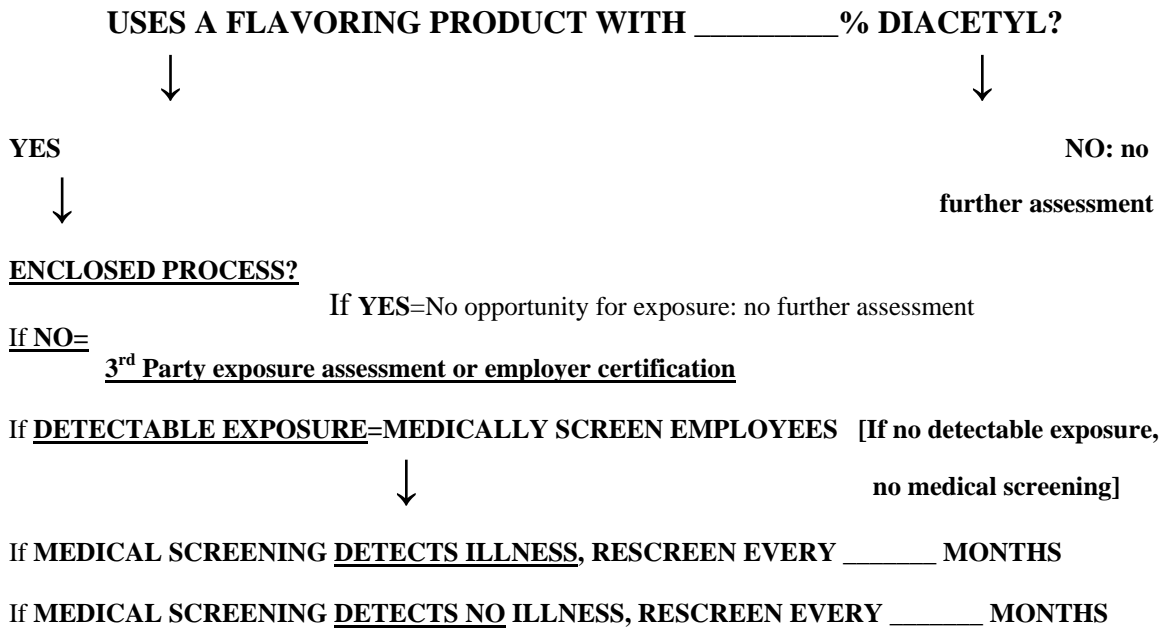 USES A FLAVORING PRODUCT WITH _________% DIACETYL?
↓ ↓
YES NO: no
↓ further assessment
ENCLOSED PROCESS?
If YES=No opportunity for exposure: no further assessment
If NO=
3rd Party exposure assessment or employer certification
If DETECTABLE EXPOSURE=MEDICALLY SCREEN EMPLOYEES [If no detectable exposure,
↓ no medical screening]
If MEDICAL SCREENING DETECTS ILLNESS, RESCREEN EVERY _______ MONTHS
If MEDICAL SCREENING DETECTS NO ILLNESS, RESCREEN EVERY _______ MONTHS